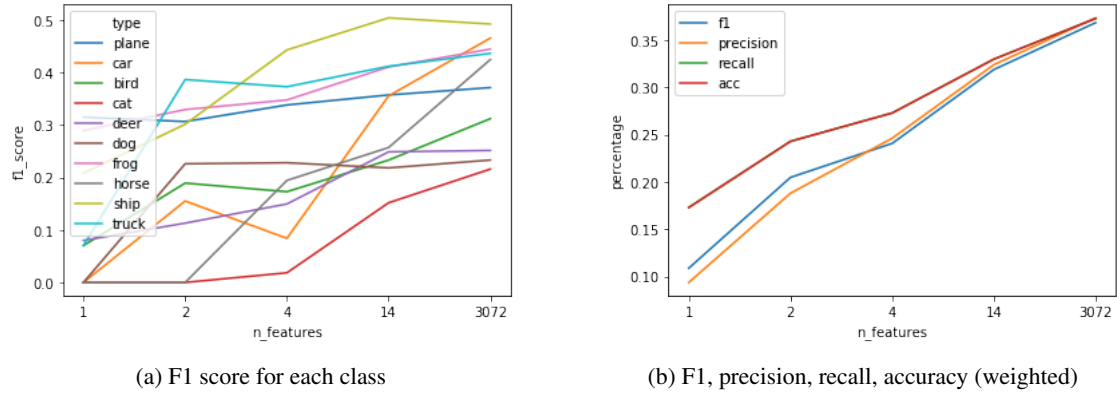 type
plane
car
bird
cat
deer
dog
frog
horse
ship
truck
0.5
0.4
0.3
0.2
0.1
0.0
f1_score
1 2 4 14 3072
n_features
(a) F1 score for each class
f1
precision
recall
acc
0.35
0.30
0.25
0.20
0.15
0.10
percentage
1 2 4 14 3072
n_features
(b) F1, precision, recall, accuracy (weighted)